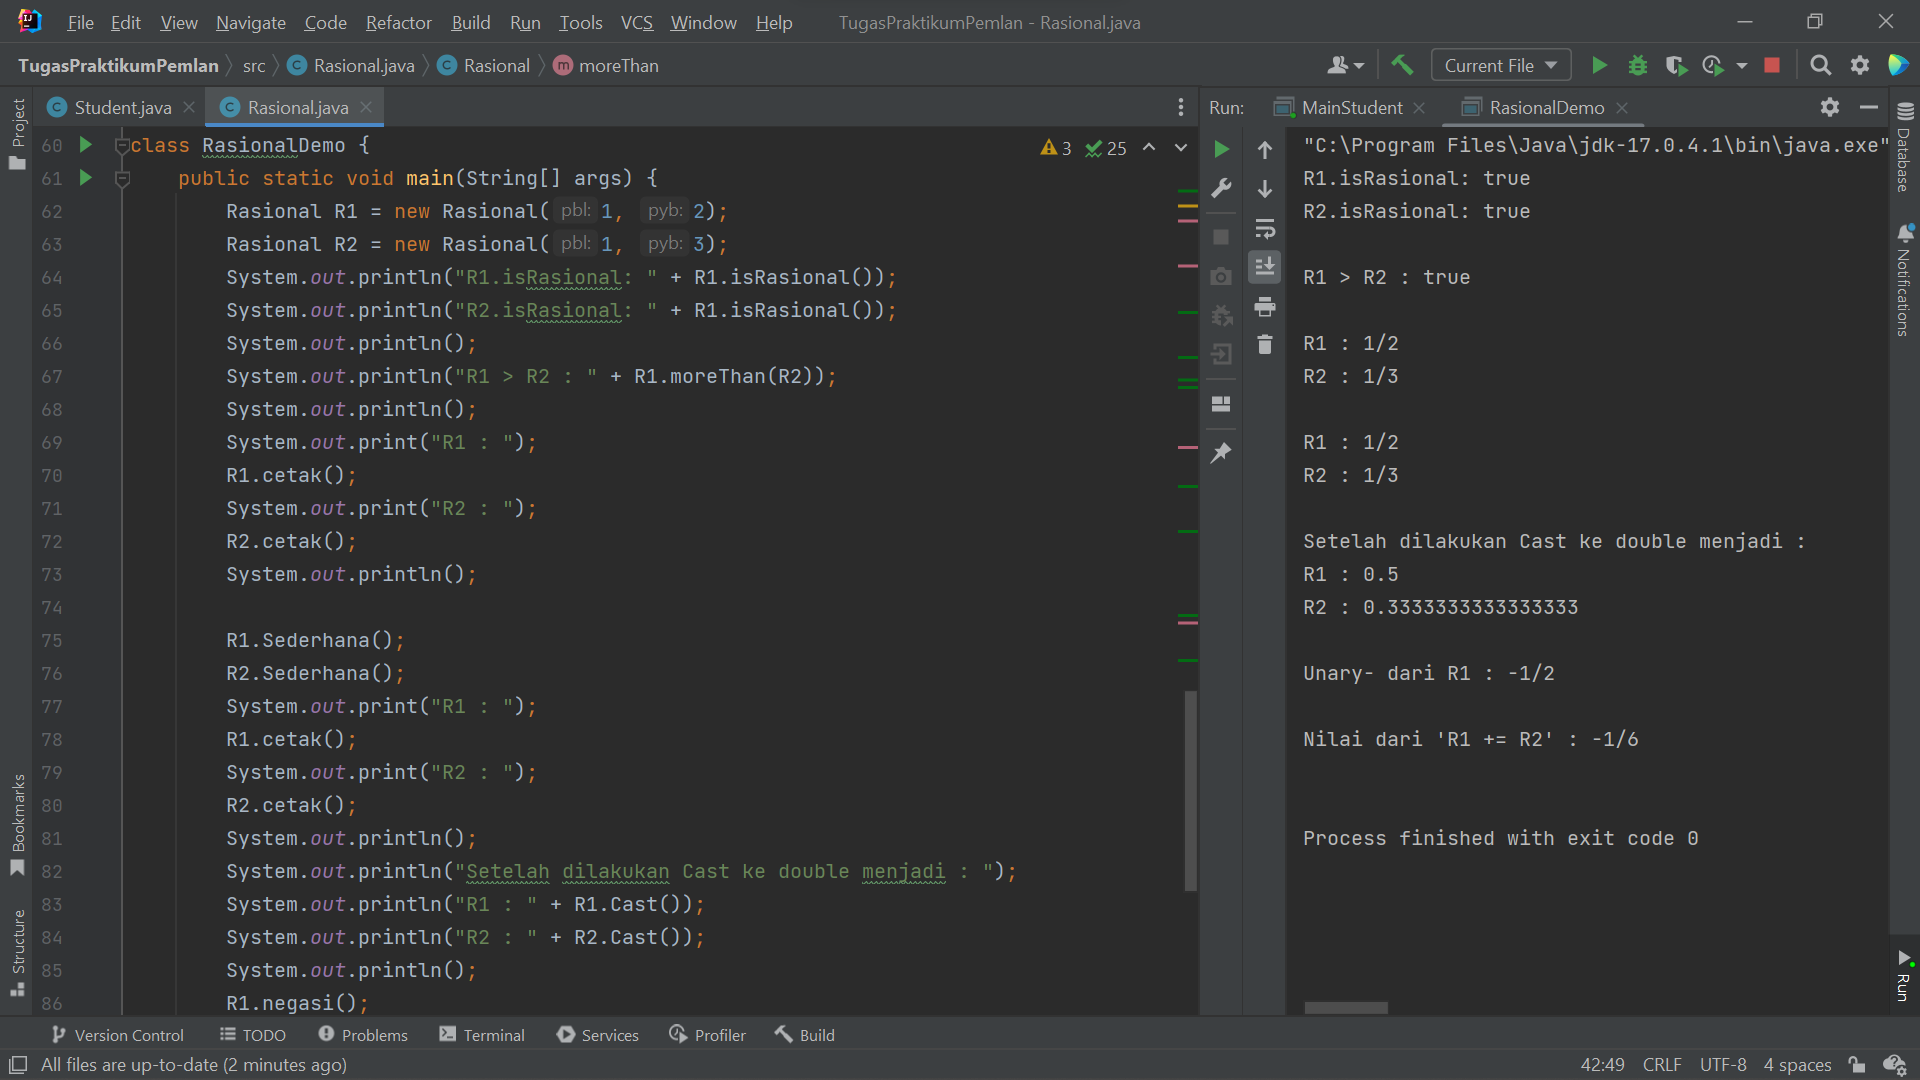 File Edit View Navigate Code Refactor Build Run Tools VCS Window Help TugasPraktikumPemlan - Rasional.java
TugasPraktikumPemlan src Rasional.java Rasional moreThan Current File
Student.java Rasional.java
Run: MainStudent RasionalDemo
Project
Bookmarks
Structure
60 class RasionalDemo {
61 public static void main(String[] args) {
62 Rasional R1 = new Rasional( pbl: 1, pyb: 2);
63 Rasional R2 = new Rasional( pbl: 1, pyb: 3);
64 System.out.println("R1.isRasional: " + R1.isRasional());
65 System.out.println("R2.isRasional: " + R1.isRasional());
66 System.out.println();
67 System.out.println("R1 > R2 : " + R1.moreThan(R2));
68 System.out.println();
69 System.out.print("R1 : ");
70 R1.cetak();
71 System.out.print("R2 : ");
72 R2.cetak();
73 System.out.println();
74
75 R1.Sederhana();
76 R2.Sederhana();
77 System.out.print("R1 : ");
78 R1.cetak();
79 System.out.print("R2 : ");
80 R2.cetak();
81 System.out.println();
82 System.out.println("Setelah dilakukan Cast ke double menjadi : ");
83 System.out.println("R1 : " + R1.Cast());
84 System.out.println("R2 : " + R2.Cast());
85 System.out.println();
86 R1.negasi();
3 25
"C:\Program Files\Java\jdk-17.0.4.1\bin\java.exe"
R1.isRasional: true
R2.isRasional: true
R1 > R2 : true
R1 : 1/2
R2 : 1/3
R1 : 1/2
R2 : 1/3
Setelah dilakukan Cast ke double menjadi :
R1 : 0.5
R2 : 0.3333333333333333
Unary- dari R1 : -1/2
Nilai dari 'R1 += R2' : -1/6
Process finished with exit code 0
Database
Notifications
Run
Version Control TODO Problems Terminal Services Profiler Build
All files are up-to-date (2 minutes ago) 42:49 CRLF UTF-8 4 spaces